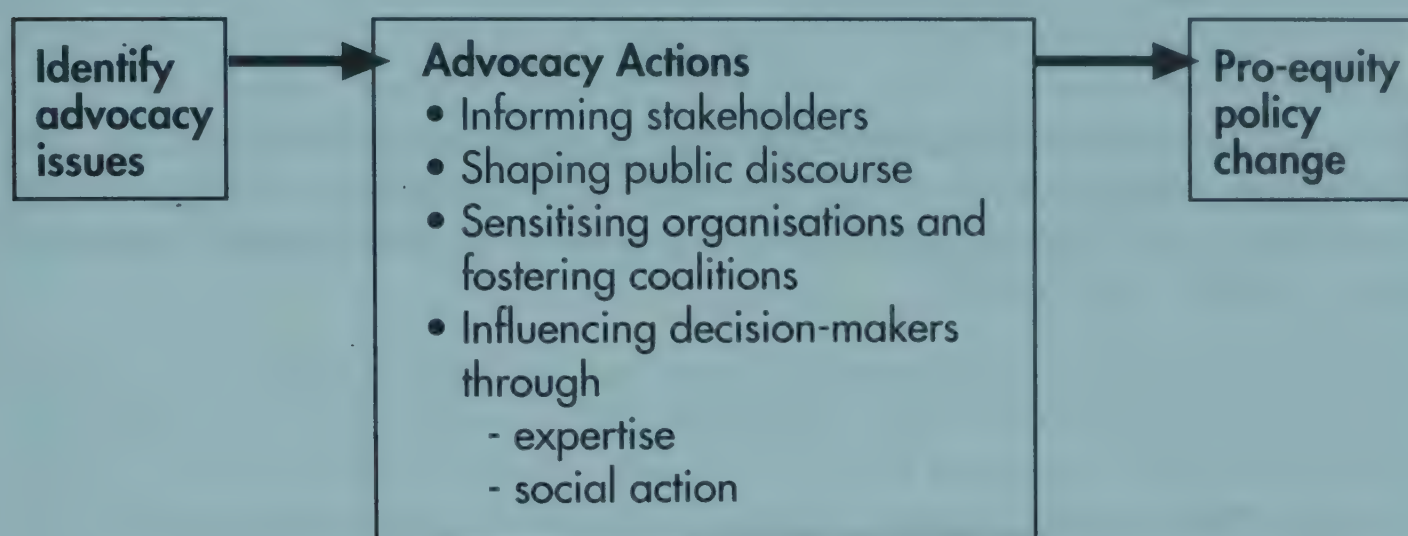 Identify
advocacy
issues
Advocacy Actions
• Informing stakeholders
• Shaping public discourse
• Sensitising organisations and
fostering coalitions
• Influencing decision-makers
through
- expertise
- social action
Pro-equity
policy
change